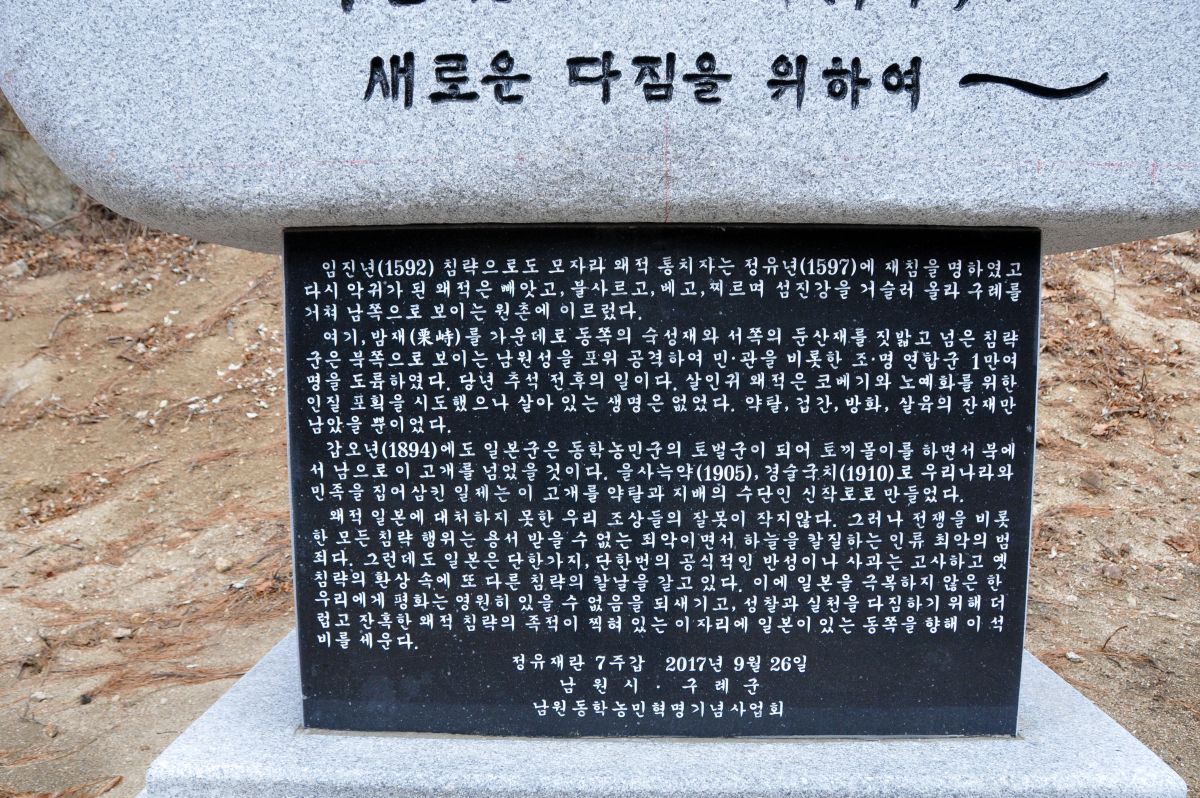 새로운 다짐을 위하여
임진년(1592) 침략으로도 모자라 왜적 통치자는 정유년(1597)에 재침을 명하였고
다시 악귀가 된 왜적은 빼앗고, 불사르고, 베고, 찌르며 섬진강을 거슬러 올라 구례를
거쳐 남쪽으로 보이는 원촌에 이르렀다.
여기, 밤재(栗峙)를 가운데로 동쪽의 숙성재와 서쪽의 둔산재를 짓밟고 넘은 침략
군은 북쪽으로 보이는 남원성을 포위 공격하여 민·관을 비롯한 조·명 연합군 1만여
명을 도륙하였다. 당년 추석 전후의 일이다. 살인귀 왜적은 코베기와 노예화를 위한
인질 포획을 시도했으나 살아 있는 생명은 없었다. 약탈, 겁간, 방화, 살육의 잔재만
남았을 뿐이었다.
갑오년(1894)에도 일본군은 동학농민군의 토벌군이 되어 토끼몰이를 하면서 북에
서 남으로 이 고개를 넘었을 것이다. 을사늑약(1905), 경술국치(1910)로 우리나라와
민족을 집어삼킨 일제는 이 고개를 약탈과 지배의 수단인 신작로로 만들었다.
왜적 일본에 대처하지 못한 우리 조상들의 잘못이 작지않다. 그러나 전쟁을 비롯
한 모든 침략 행위는 용서 받을 수 없는 죄악이면서 하늘을 칼질하는 인류 최악의 범
죄다. 그런데도 일본은 단한가지, 단한번의 공식적인 반성이나 사과는 고사하고 옛
침략의 환상 속에 또 다른 침략의 칼날을 갈고 있다. 이에 일본을 극복하지 않은 한
우리에게 평화는 영원히 있을 수 없음을 되새기고, 성찰과 실천을 다짐하기 위해 더
럽고 잔혹한 왜적 침략의 족적이 찍혀 있는 이자리에 일본이 있는 동쪽을 향해 이 석
비를 세운다.
정유재란 7주갑 2017년 9월 26일
남원시 · 구례군
남원동학농민혁명기념사업회